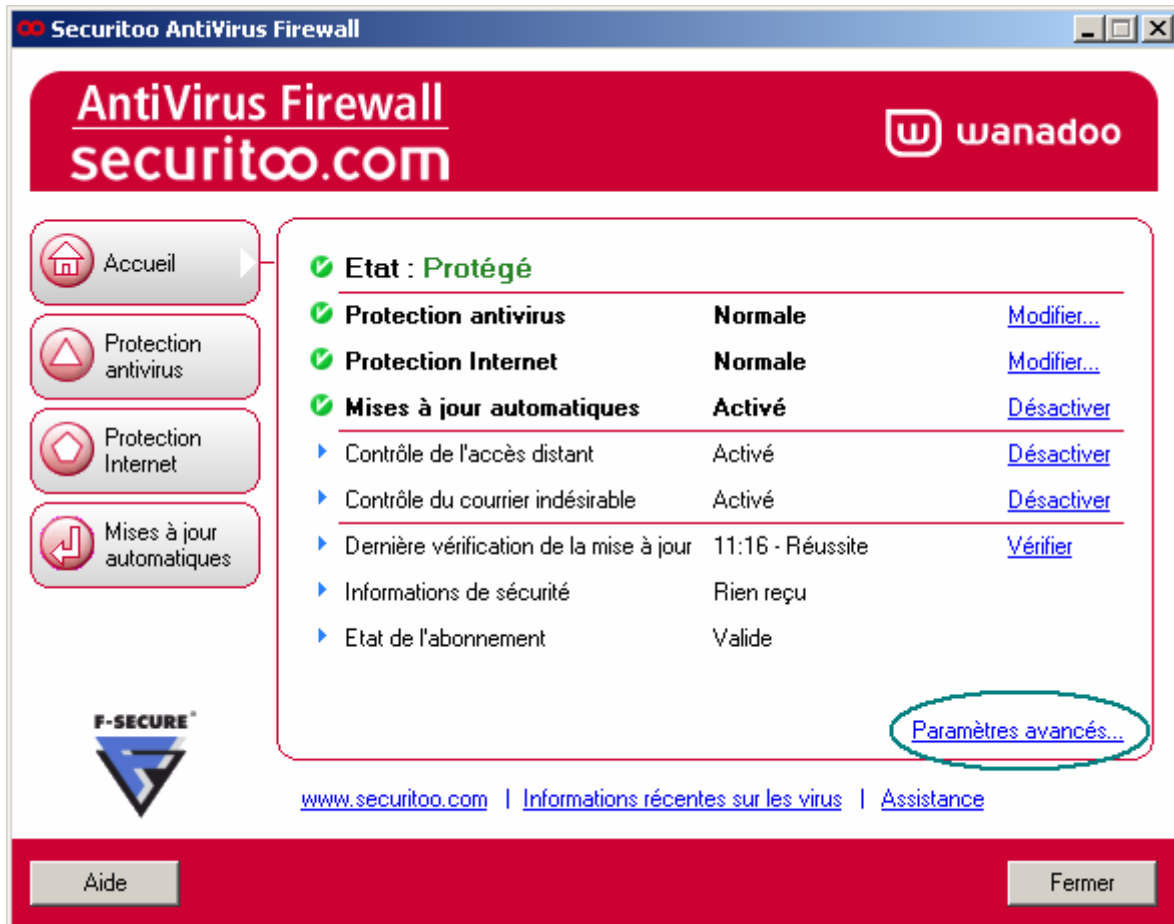 Securitoo AntiVirus Firewall
AntiVirus Firewall
securitoo.com
wanadoo
Accueil
Protection
antivirus
Protection
Internet
Mises à jour
automatiques
Etat : Protégé
Protection antivirus Normale Modifier...
Protection Internet Normale Modifier...
Mises à jour automatiques Activé Désactiver
Contrôle de l'accès distant Activé Désactiver
Contrôle du courrier indésirable Activé Désactiver
Dernière vérification de la mise à jour 11:16 - Réussite Vérifier
Informations de sécurité Rien reçu
Etat de l'abonnement Valide
Paramètres avancés...
F-SECURE
www.securitoo.com | Informations récentes sur les virus | Assistance
Aide
Fermer